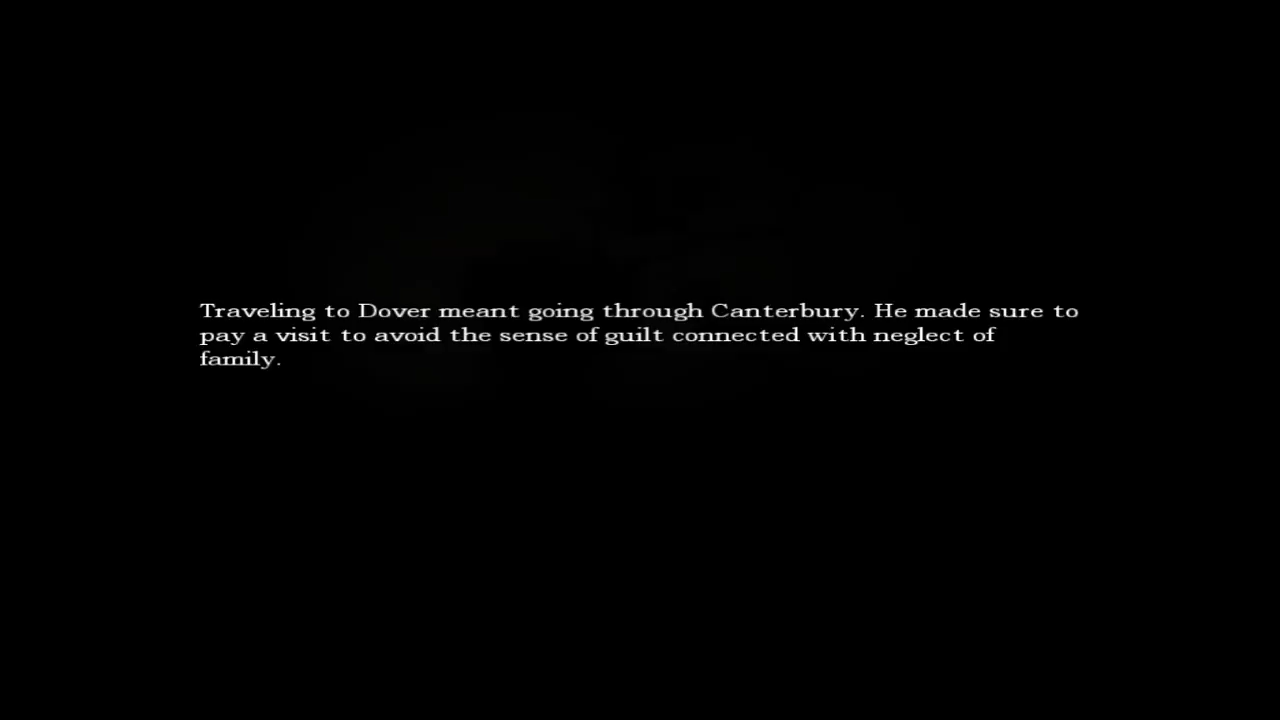 Traveling to Dover meant going through Canterbury. He made sure to
pay a visit to avoid the sense of guilt connected with neglect of
family.